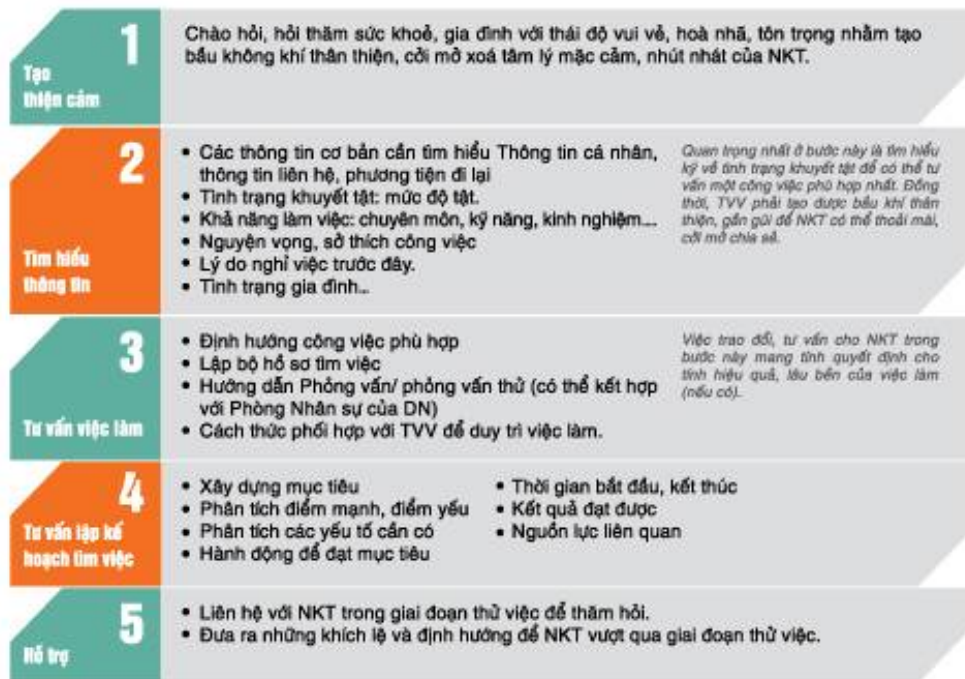 1
Tạo
thiện cảm
Chào hỏi, hỏi thăm sức khoẻ, gia đình với thái độ vui vẻ, hoà nhã, tôn trọng nhằm tạo
bầu không khí thân thiện, cởi mở xoá tâm lý mặc cảm, nhút nhát của NKT.
2
Tìm hiểu
thông tin
• Các thông tin cơ bản cần tìm hiểu Thông tin cá nhân,
thông tin liên hệ, phương tiện đi lại
• Tình trạng khuyết tật: mức độ tật.
• Khả năng làm việc: chuyên môn, kỹ năng, kinh nghiệm...
• Nguyện vọng, sở thích công việc
• Lý do nghỉ việc trước đây.
• Tình trạng gia đình...
Quan trọng nhất ở bước này là tìm hiểu
kỹ về tình trạng khuyết tật để có thể tư
vấn một công việc phù hợp nhất. Đồng
thời, TVV phải tạo được bầu khí thân
thiện, gần gũi để NKT có thể thoải mái,
cởi mở chia sẻ.
3
Tư vấn việc làm
• Định hướng công việc phù hợp
• Lập bộ hồ sơ tìm việc
• Hướng dẫn Phỏng vấn/ phỏng vấn thử (có thể kết hợp
với Phòng Nhân sự của DN)
• Cách thức phối hợp với TVV để duy trì việc làm.
Việc trao đổi, tư vấn cho NKT trong
bước này mang tính quyết định cho
tính hiệu quả, lâu bền của việc làm
(nếu có).
4
Tư vấn lập kế
hoạch tìm việc
• Xây dựng mục tiêu
• Phân tích điểm mạnh, điểm yếu
• Phân tích các yếu tố cần có
• Hành động để đạt mục tiêu
• Thời gian bắt đầu, kết thúc
• Kết quả đạt được
• Nguồn lực liên quan
5
Hỗ trợ
• Liên hệ với NKT trong giai đoạn thử việc để thăm hỏi.
• Đưa ra những khích lệ và định hướng để NKT vượt qua giai đoạn thử việc.